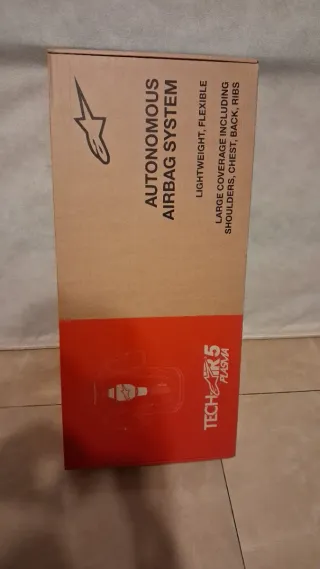 AUTONOMOUS
AIRBAG SYSTEM
LIGHTWEIGHT, FLEXIBLE
LARGE COVERAGE INCLUDING
SHOULDERS, CHEST, BACK, RIBS
TECH AIR 5
PLASMA